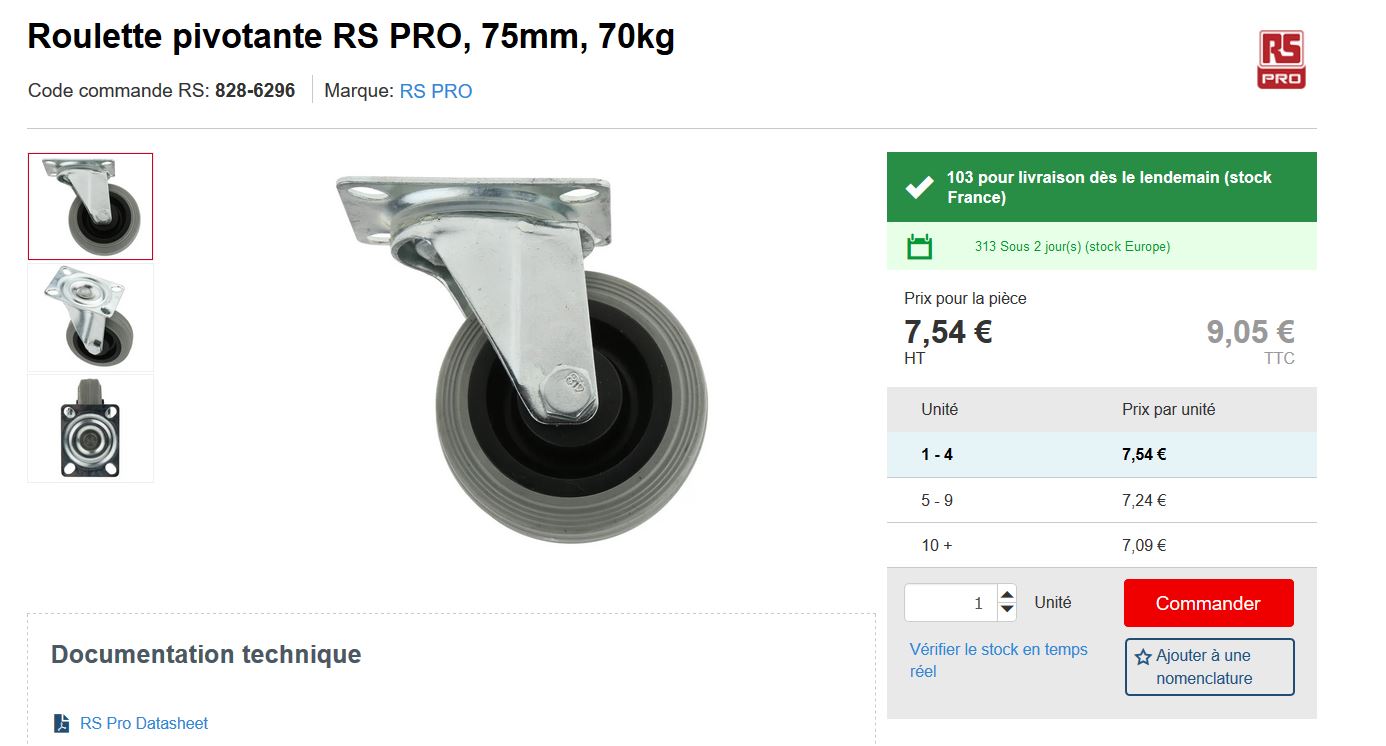 Roulette pivotante RS PRO, 75mm, 70kg
RS
PRO
Code commande RS: 828-6296 Marque: RS PRO
103 pour livraison dès le lendemain (stock
France)
313 Sous 2 jour(s) (stock Europe)
Prix pour la pièce
7,54 € 9,05 €
HT TTC
Unité Prix par unité
1 - 4 7,54 €
5 - 9 7,24 €
10 + 7,09 €
1 Unité Commander
Vérifier le stock en temps
réel
Ajouter à une
nomenclature
Documentation technique
RS Pro Datasheet